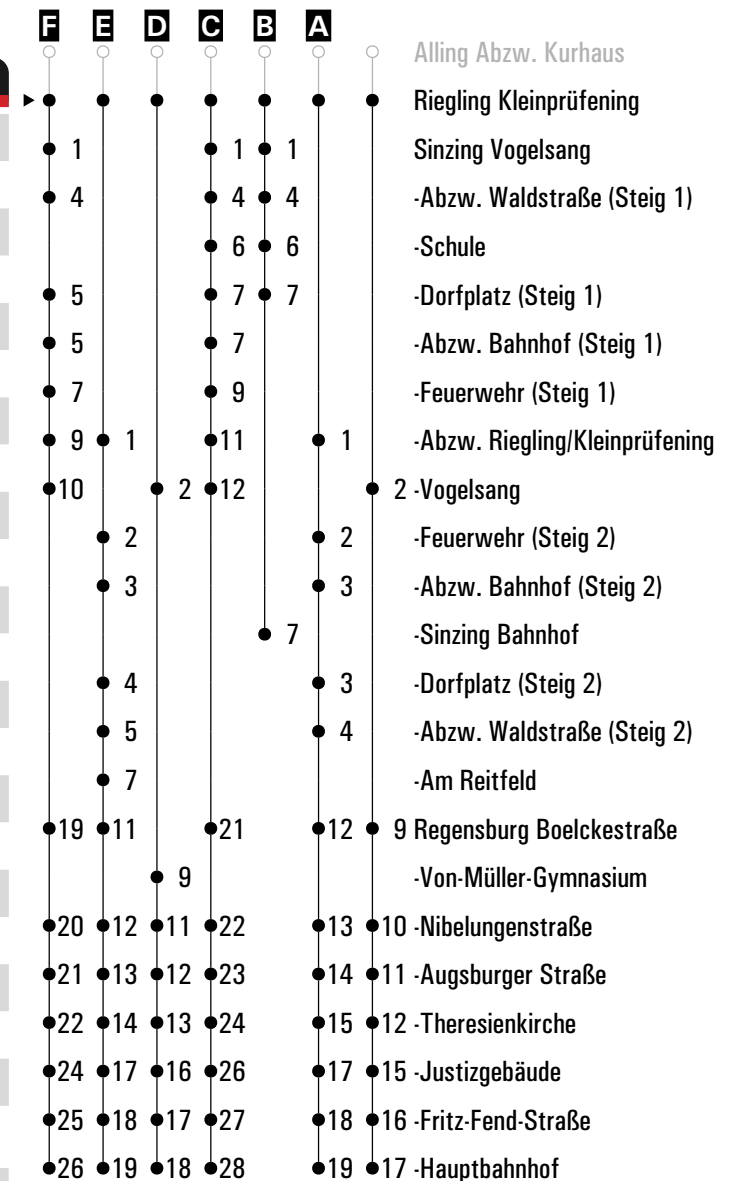 F E D C B A
Alling Abzw. Kurhaus
Riegling Kleinprüfening
1 1 1 Sinzing Vogelsang
4 4 4 -Abzw. Waldstraße (Steig 1)
6 6 -Schule
5 7 7 -Dorfplatz (Steig 1)
5 7 -Abzw. Bahnhof (Steig 1)
7 9 -Feuerwehr (Steig 1)
9 1 11 1 -Abzw. Riegling/Kleinprüfening
10 2 12 2 -Vogelsang
2 2 -Feuerwehr (Steig 2)
3 3 -Abzw. Bahnhof (Steig 2)
7 -Sinzing Bahnhof
4 3 -Dorfplatz (Steig 2)
5 4 -Abzw. Waldstraße (Steig 2)
7 -Am Reitfeld
19 11 21 12 9 Regensburg Boelckestraße
9 -Von-Müller-Gymnasium
20 12 11 22 13 10 -Nibelungenstraße
21 13 12 23 14 11 -Augsburger Straße
22 14 13 24 15 12 -Theresienkirche
24 17 16 26 17 15 -Justizgebäude
25 18 17 27 18 16 -Fritz-Fend-Straße
26 19 18 28 19 17 -Hauptbahnhof